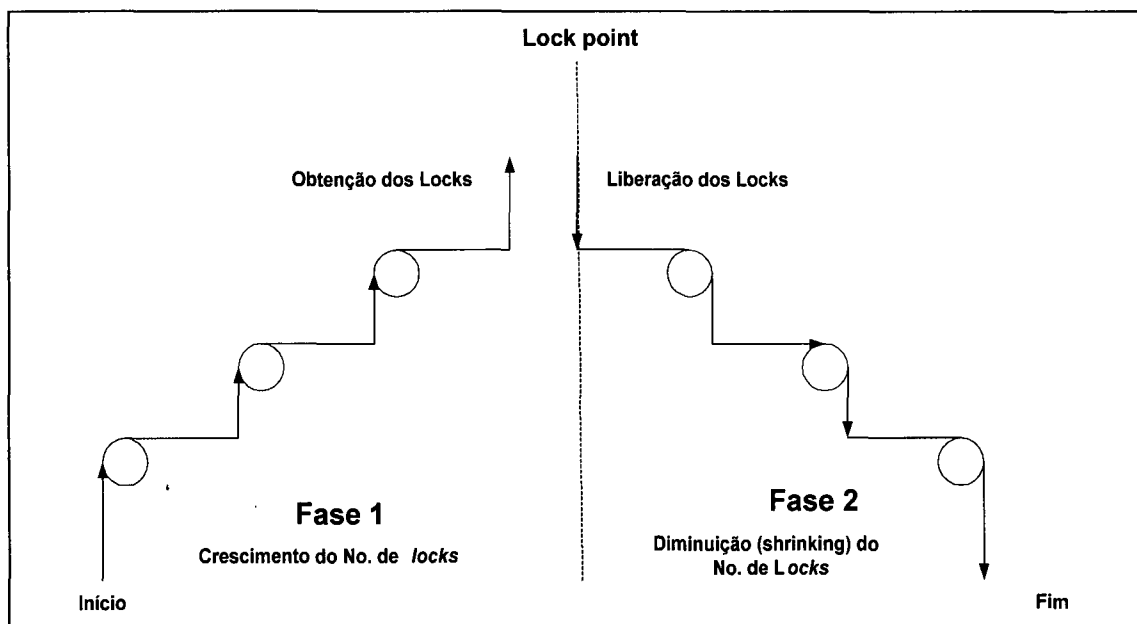 Lock point
Obtenção dos Locks
Liberação dos Locks
Fase 1
Crescimento do No. de locks
Fase 2
Diminuição (shrinking) do
No. de Locks
Início
Fim